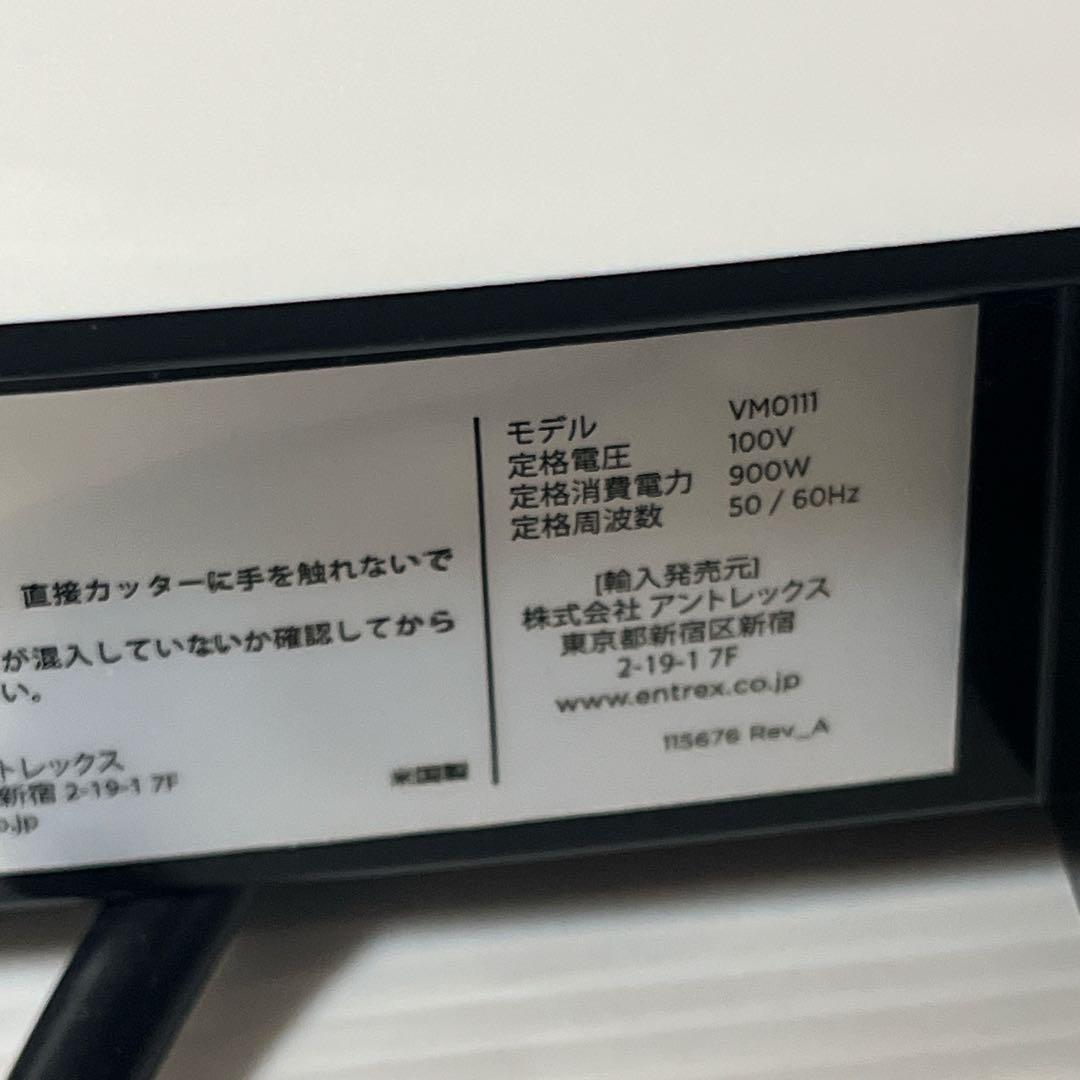 直接カッターに手を触れないで
が混入していないか確認してから
い。
トレックス
新宿 2-19-1 7F
o.jp
米国製
モデル VM0111
定格電圧 100V
定格消費電力 900W
定格周波数 50 / 60Hz
[輸入発売元]
株式会社 アントレックス
東京都新宿区新宿
2-19-1 7F
www.entrex.co.jp
115676 Rev_A